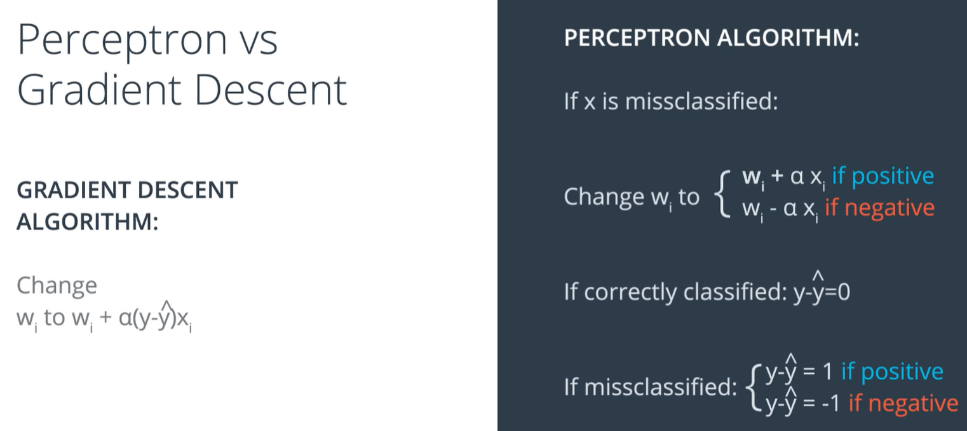 Perceptron vs
Gradient Descent
GRADIENT DESCENT
ALGORITHM:
Change
wᵢ to wᵢ + α(y-ŷ)xᵢ
PERCEPTRON ALGORITHM:
If x is missclassified:
Change wᵢ to { wᵢ + α xᵢ if positive
wᵢ - α xᵢ if negative
If correctly classified: y-ŷ=0
If missclassified: { y-ŷ = 1 if positive
y-ŷ = -1 if negative